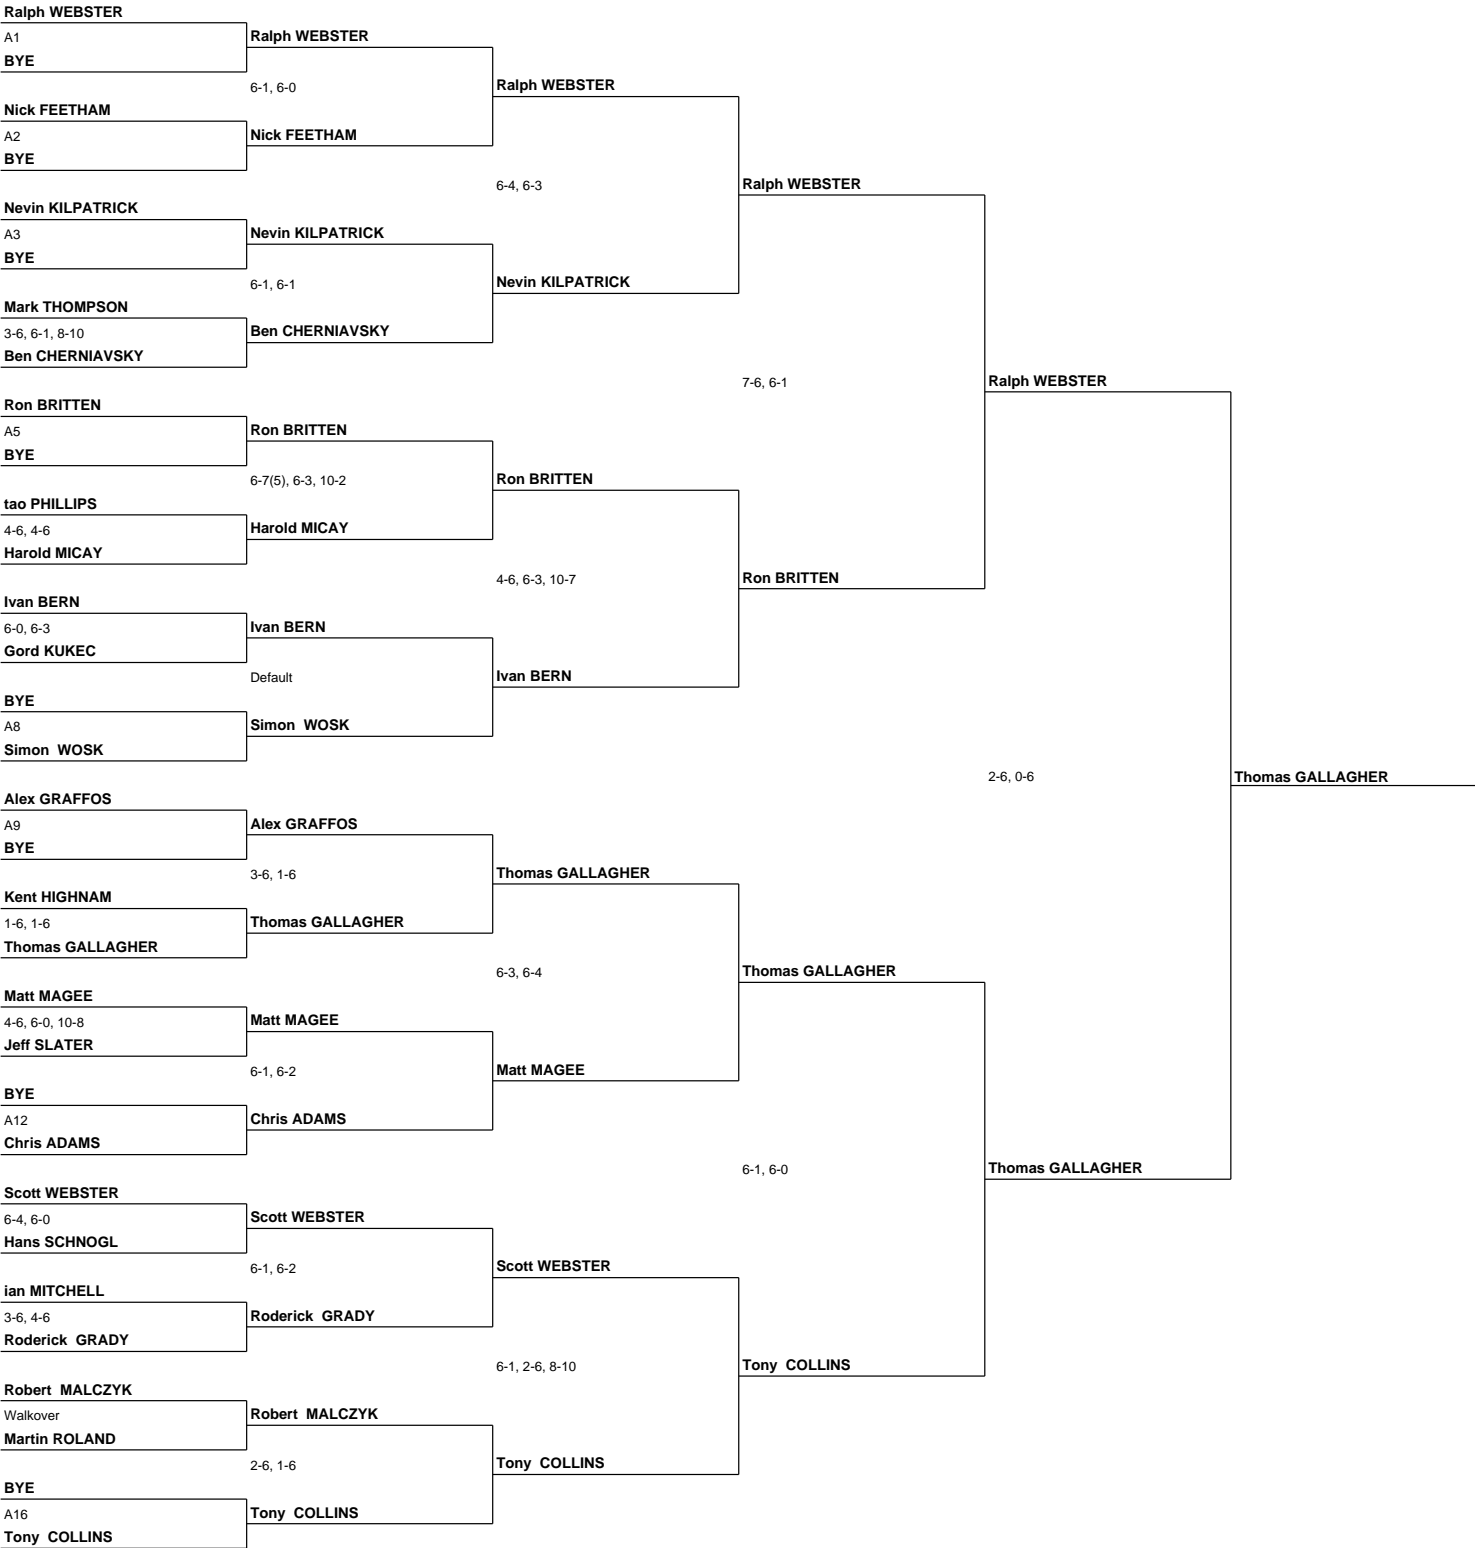 Ralph WEBSTER
A1
BYE
Nick FEETHAM
A2
BYE
Nevin KILPATRICK
A3
BYE
Mark THOMPSON
3-6, 6-1, 8-10
Ben CHERNIAVSKY
Ron BRITTEN
A5
BYE
tao PHILLIPS
4-6, 4-6
Harold MICAY
Ivan BERN
6-0, 6-3
Gord KUKEC
BYE
A8
Simon  WOSK
Alex GRAFFOS
A9
BYE
Kent HIGHNAM
1-6, 1-6
Thomas GALLAGHER
Matt MAGEE
4-6, 6-0, 10-8
Jeff SLATER
BYE
A12
Chris ADAMS
Scott WEBSTER
6-4, 6-0
Hans SCHNOGL
ian MITCHELL
3-6, 4-6
Roderick  GRADY
Robert  MALCZYK
Walkover
Martin ROLAND
BYE
A16
Tony  COLLINS
Ralph WEBSTER
6-1, 6-0
Nick FEETHAM
Nevin KILPATRICK
6-1, 6-1
Ben CHERNIAVSKY
Ron BRITTEN
6-7(5), 6-3, 10-2
Harold MICAY
Ivan BERN
Default
Simon  WOSK
Alex GRAFFOS
3-6, 1-6
Thomas GALLAGHER
Matt MAGEE
6-1, 6-2
Chris ADAMS
Scott WEBSTER
6-1, 6-2
Roderick  GRADY
Robert  MALCZYK
2-6, 1-6
Tony  COLLINS
Ralph WEBSTER
6-4, 6-3
Nevin KILPATRICK
Ron BRITTEN
4-6, 6-3, 10-7
Ivan BERN
Thomas GALLAGHER
6-3, 6-4
Matt MAGEE
Scott WEBSTER
6-1, 2-6, 8-10
Tony  COLLINS
Ralph WEBSTER
7-6, 6-1
Ron BRITTEN
Thomas GALLAGHER
6-1, 6-0
Tony  COLLINS
Ralph WEBSTER
2-6, 0-6
Thomas GALLAGHER
Thomas GALLAGHER